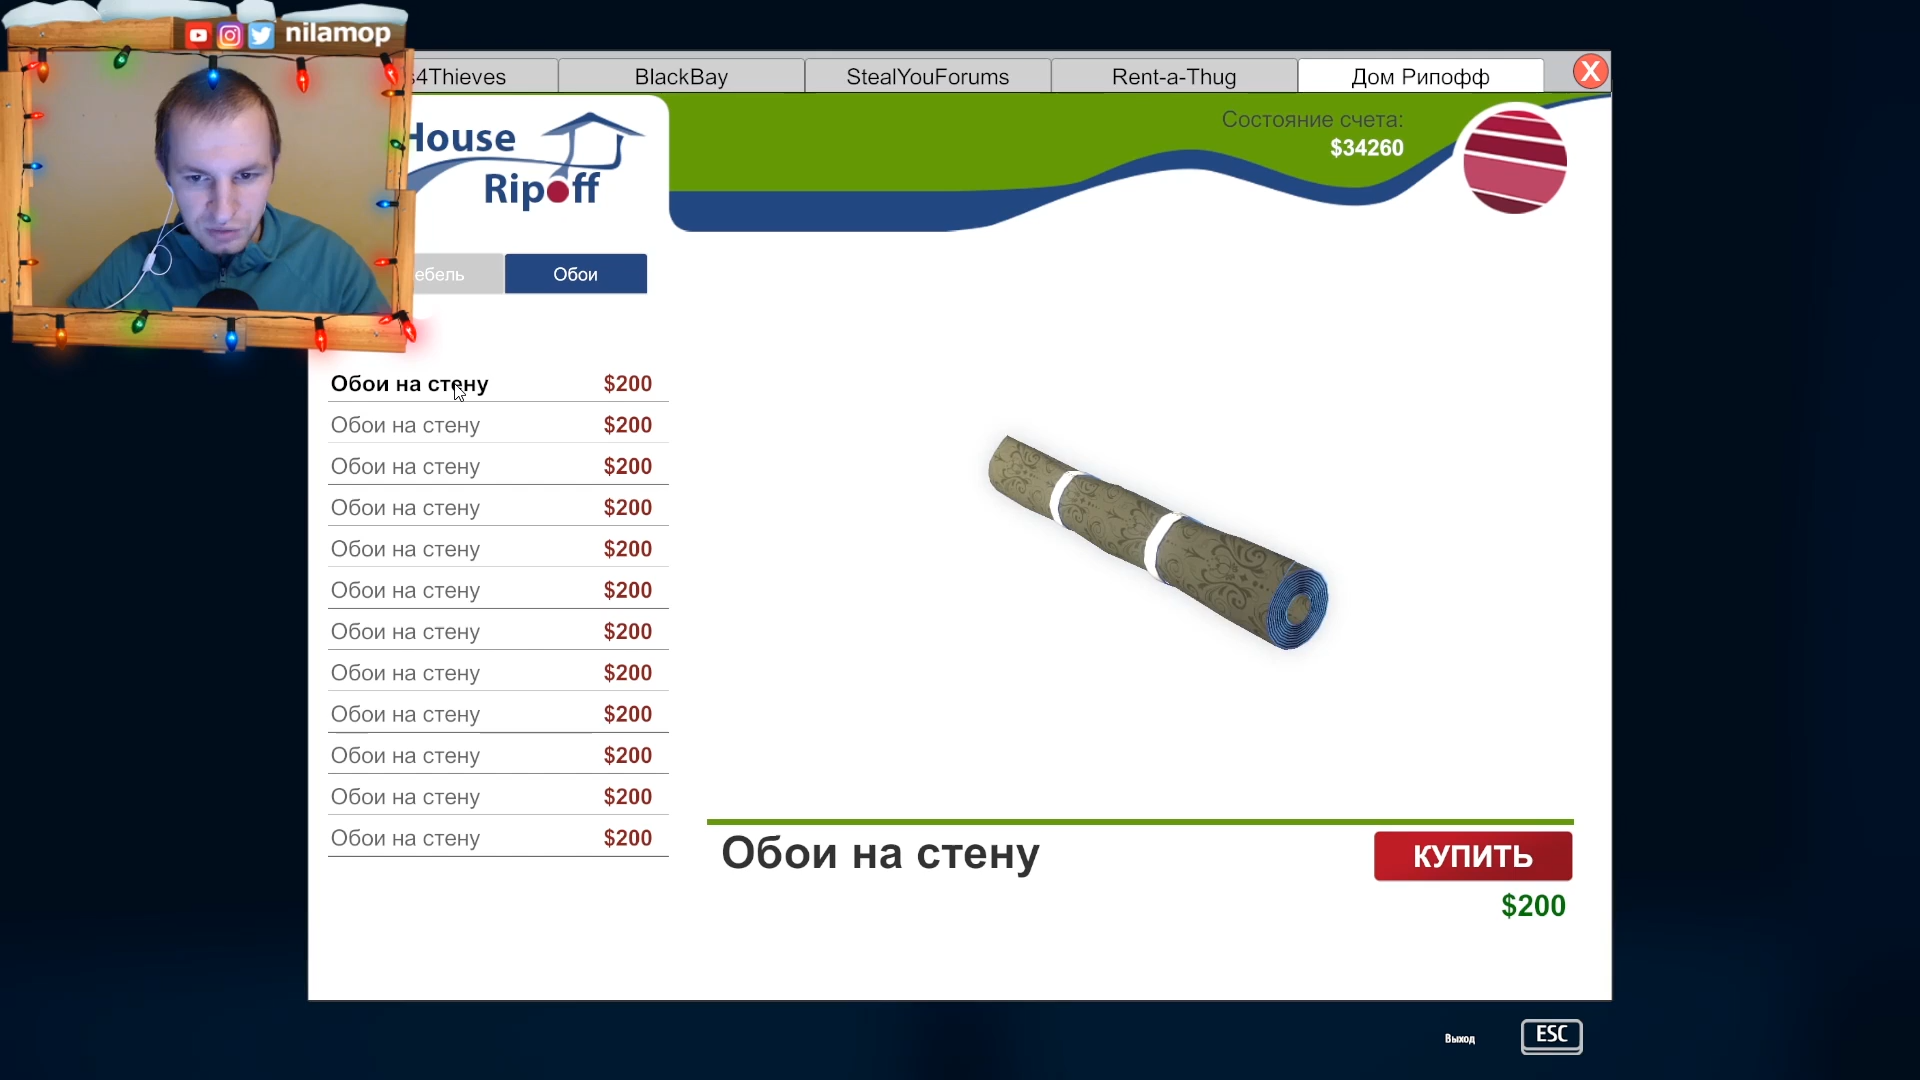 nilamop
s4Thieves
BlackBay
StealYouForums
Rent-a-Thug
Дом Рипофф
X
House
Ripoff
Состояние счета:
$34260
ебель
Обои
Обои на стену $200
Обои на стену $200
Обои на стену $200
Обои на стену $200
Обои на стену $200
Обои на стену $200
Обои на стену $200
Обои на стену $200
Обои на стену $200
Обои на стену $200
Обои на стену $200
Обои на стену $200
Обои на стену
КУПИТЬ
$200
Выход
ESC